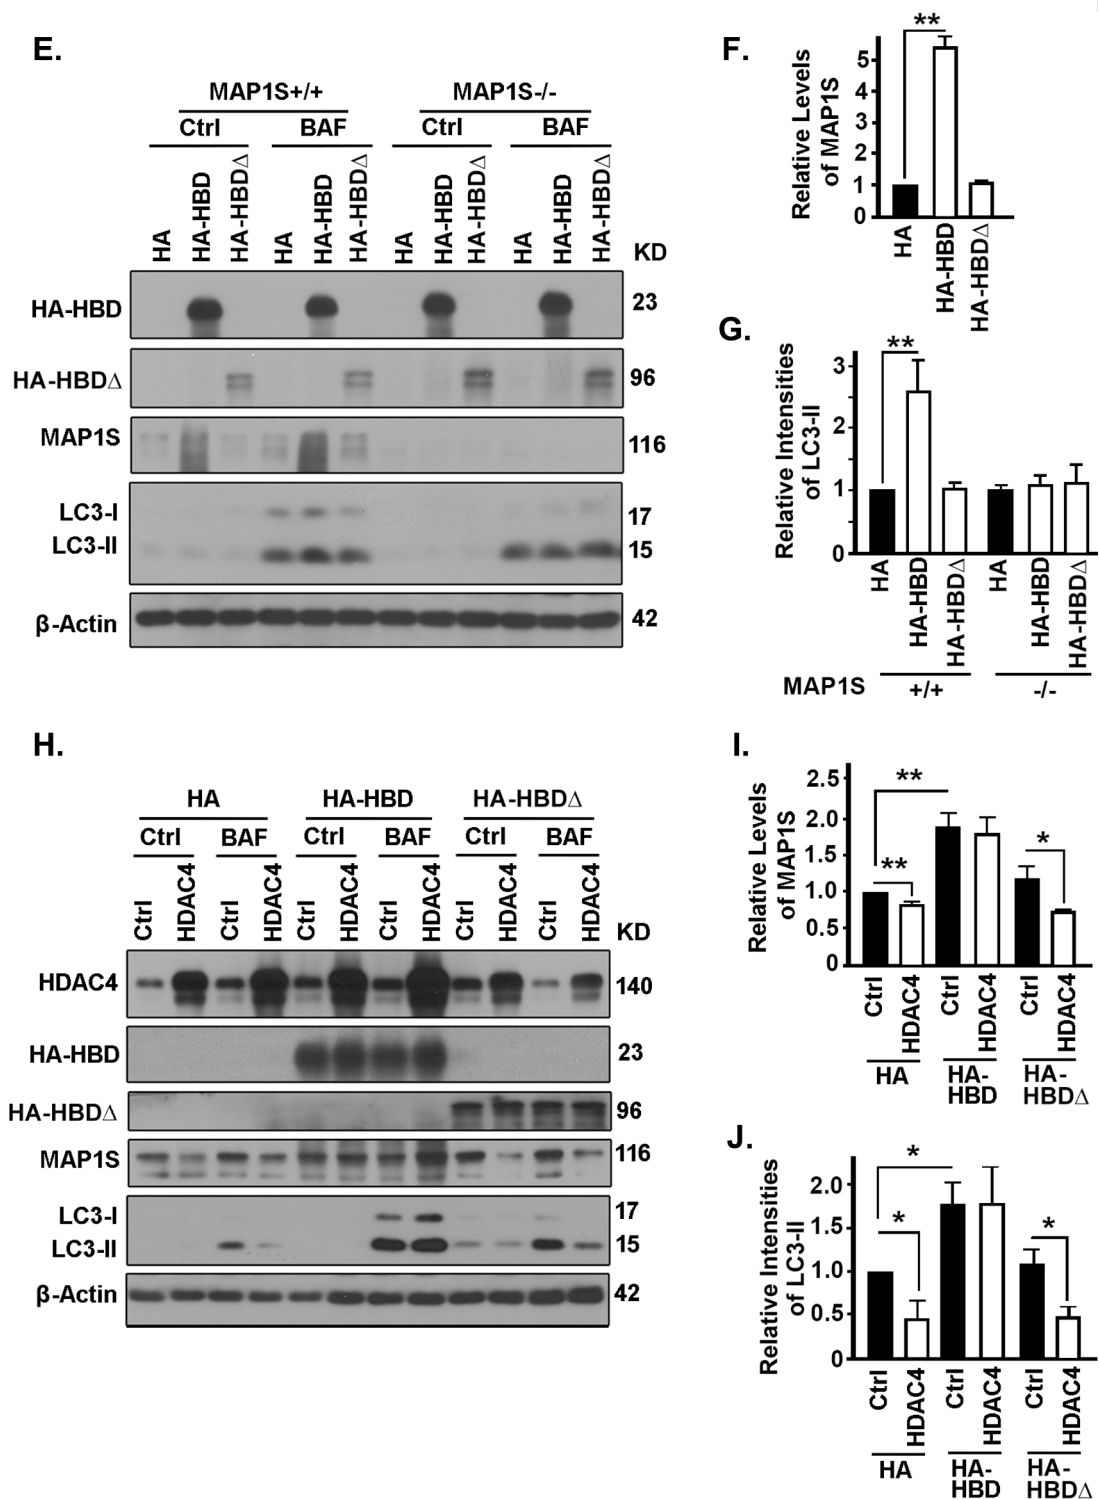 E.
MAP1S+/+ MAP1S-/-
Ctrl BAF Ctrl BAF
HA HA-HBD HA-HBDΔ HA HA-HBD HA-HBDΔ HA HA-HBD HA-HBDΔ HA HA-HBD HA-HBDΔ KD
HA-HBD 23
HA-HBDΔ 96
MAP1S 116
LC3-I 17
LC3-II 15
β-Actin 42
F.
Relative Levels
of MAP1S
**
5
4
3
2
1
0
HA HA-HBD HA-HBDΔ
G.
Relative Intensities
of LC3-II
**
3
2
1
0
HA HA-HBD HA-HBDΔ HA HA-HBD HA-HBDΔ
MAP1S +/+ -/-
H.
HA HA-HBD HA-HBDΔ
Ctrl BAF Ctrl BAF Ctrl BAF
Ctrl HDAC4 Ctrl HDAC4 Ctrl HDAC4 Ctrl HDAC4 Ctrl HDAC4 Ctrl HDAC4 KD
HDAC4 140
HA-HBD 23
HA-HBDΔ 96
MAP1S 116
LC3-I 17
LC3-II 15
β-Actin 42
I.
Relative Levels
of MAP1S
2.5
2.0
1.5
1.0
0.5
0
** ** *
Ctrl HDAC4 Ctrl HDAC4 Ctrl HDAC4
HA HA- HA-
HBD HBDΔ
J.
Relative Intensities
of LC3-II
2.0
1.5
1.0
0.5
0
* * *
Ctrl HDAC4 Ctrl HDAC4 Ctrl HDAC4
HA HA- HA-
HBD HBDΔ